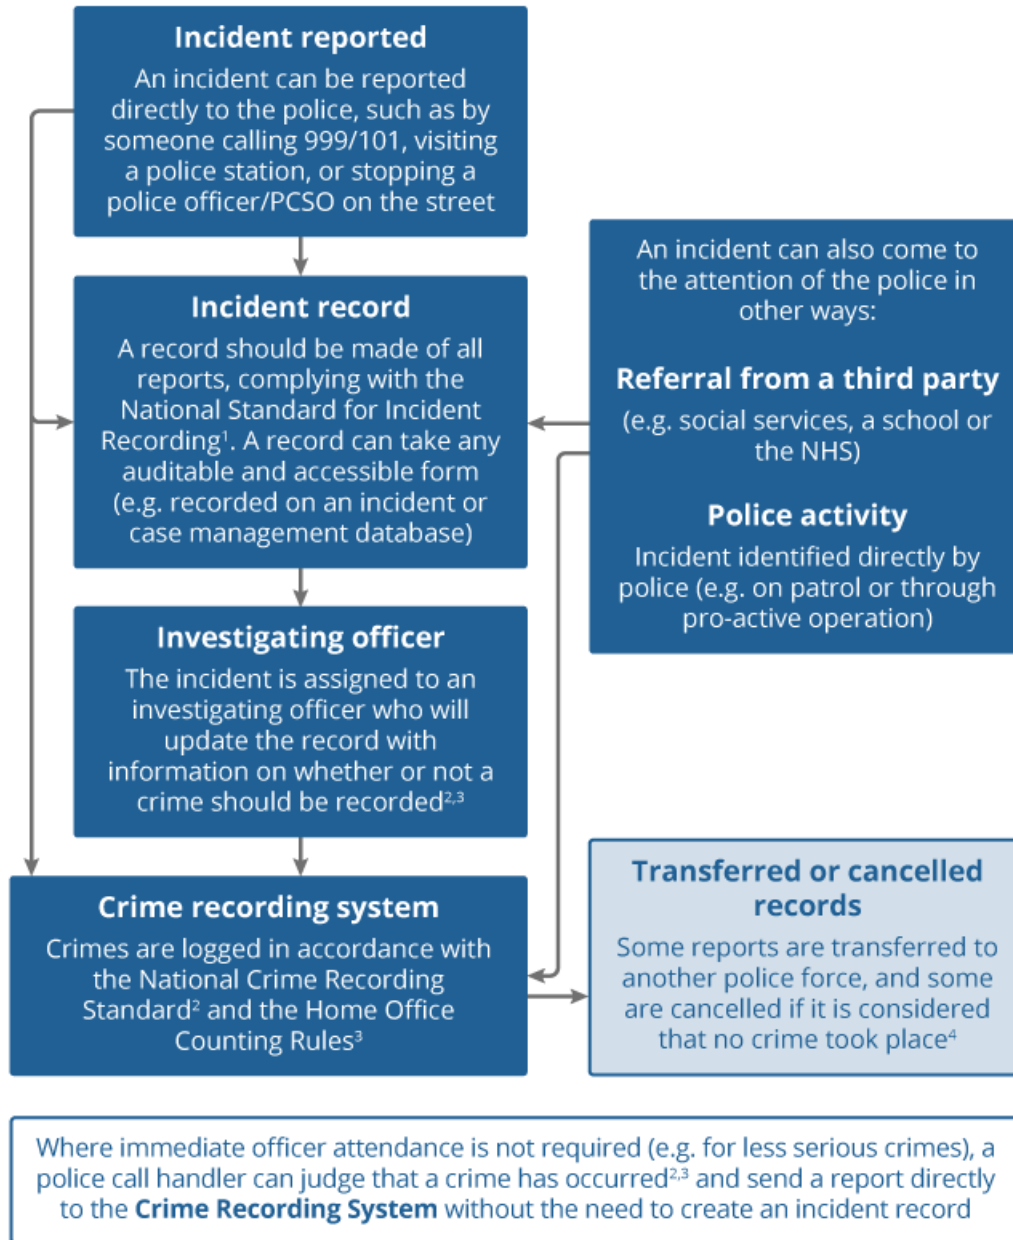 Incident reported
An incident can be reported
directly to the police, such as by
someone calling 999/101, visiting
a police station, or stopping a
police officer/PCSO on the street
Incident record
A record should be made of all
reports, complying with the
National Standard for Incident
Recording¹. A record can take any
auditable and accessible form
(e.g. recorded on an incident or
case management database)
An incident can also come to
the attention of the police in
other ways:
Referral from a third party
(e.g. social services, a school or
the NHS)
Police activity
Incident identified directly by
police (e.g. on patrol or through
pro-active operation)
Investigating officer
The incident is assigned to an
investigating officer who will
update the record with
information on whether or not a
crime should be recorded²,³
Crime recording system
Crimes are logged in accordance with
the National Crime Recording
Standard² and the Home Office
Counting Rules³
Transferred or cancelled
records
Some reports are transferred to
another police force, and some
are cancelled if it is considered
that no crime took place⁴
Where immediate officer attendance is not required (e.g. for less serious crimes), a
police call handler can judge that a crime has occurred²,³ and send a report directly
to the Crime Recording System without the need to create an incident record